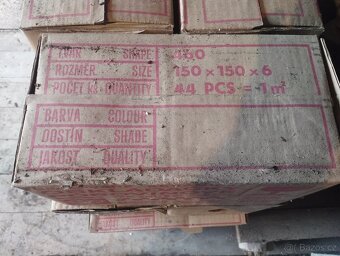 TVAR SHAPE 460
ROZMĚR SIZE 150 x 150 x 6
POČET KS QUANTITY 44 PCS = 1 m²
BARVA COLOUR
ODSTÍN SHADE
JAKOST QUALITY
Bazos.cz